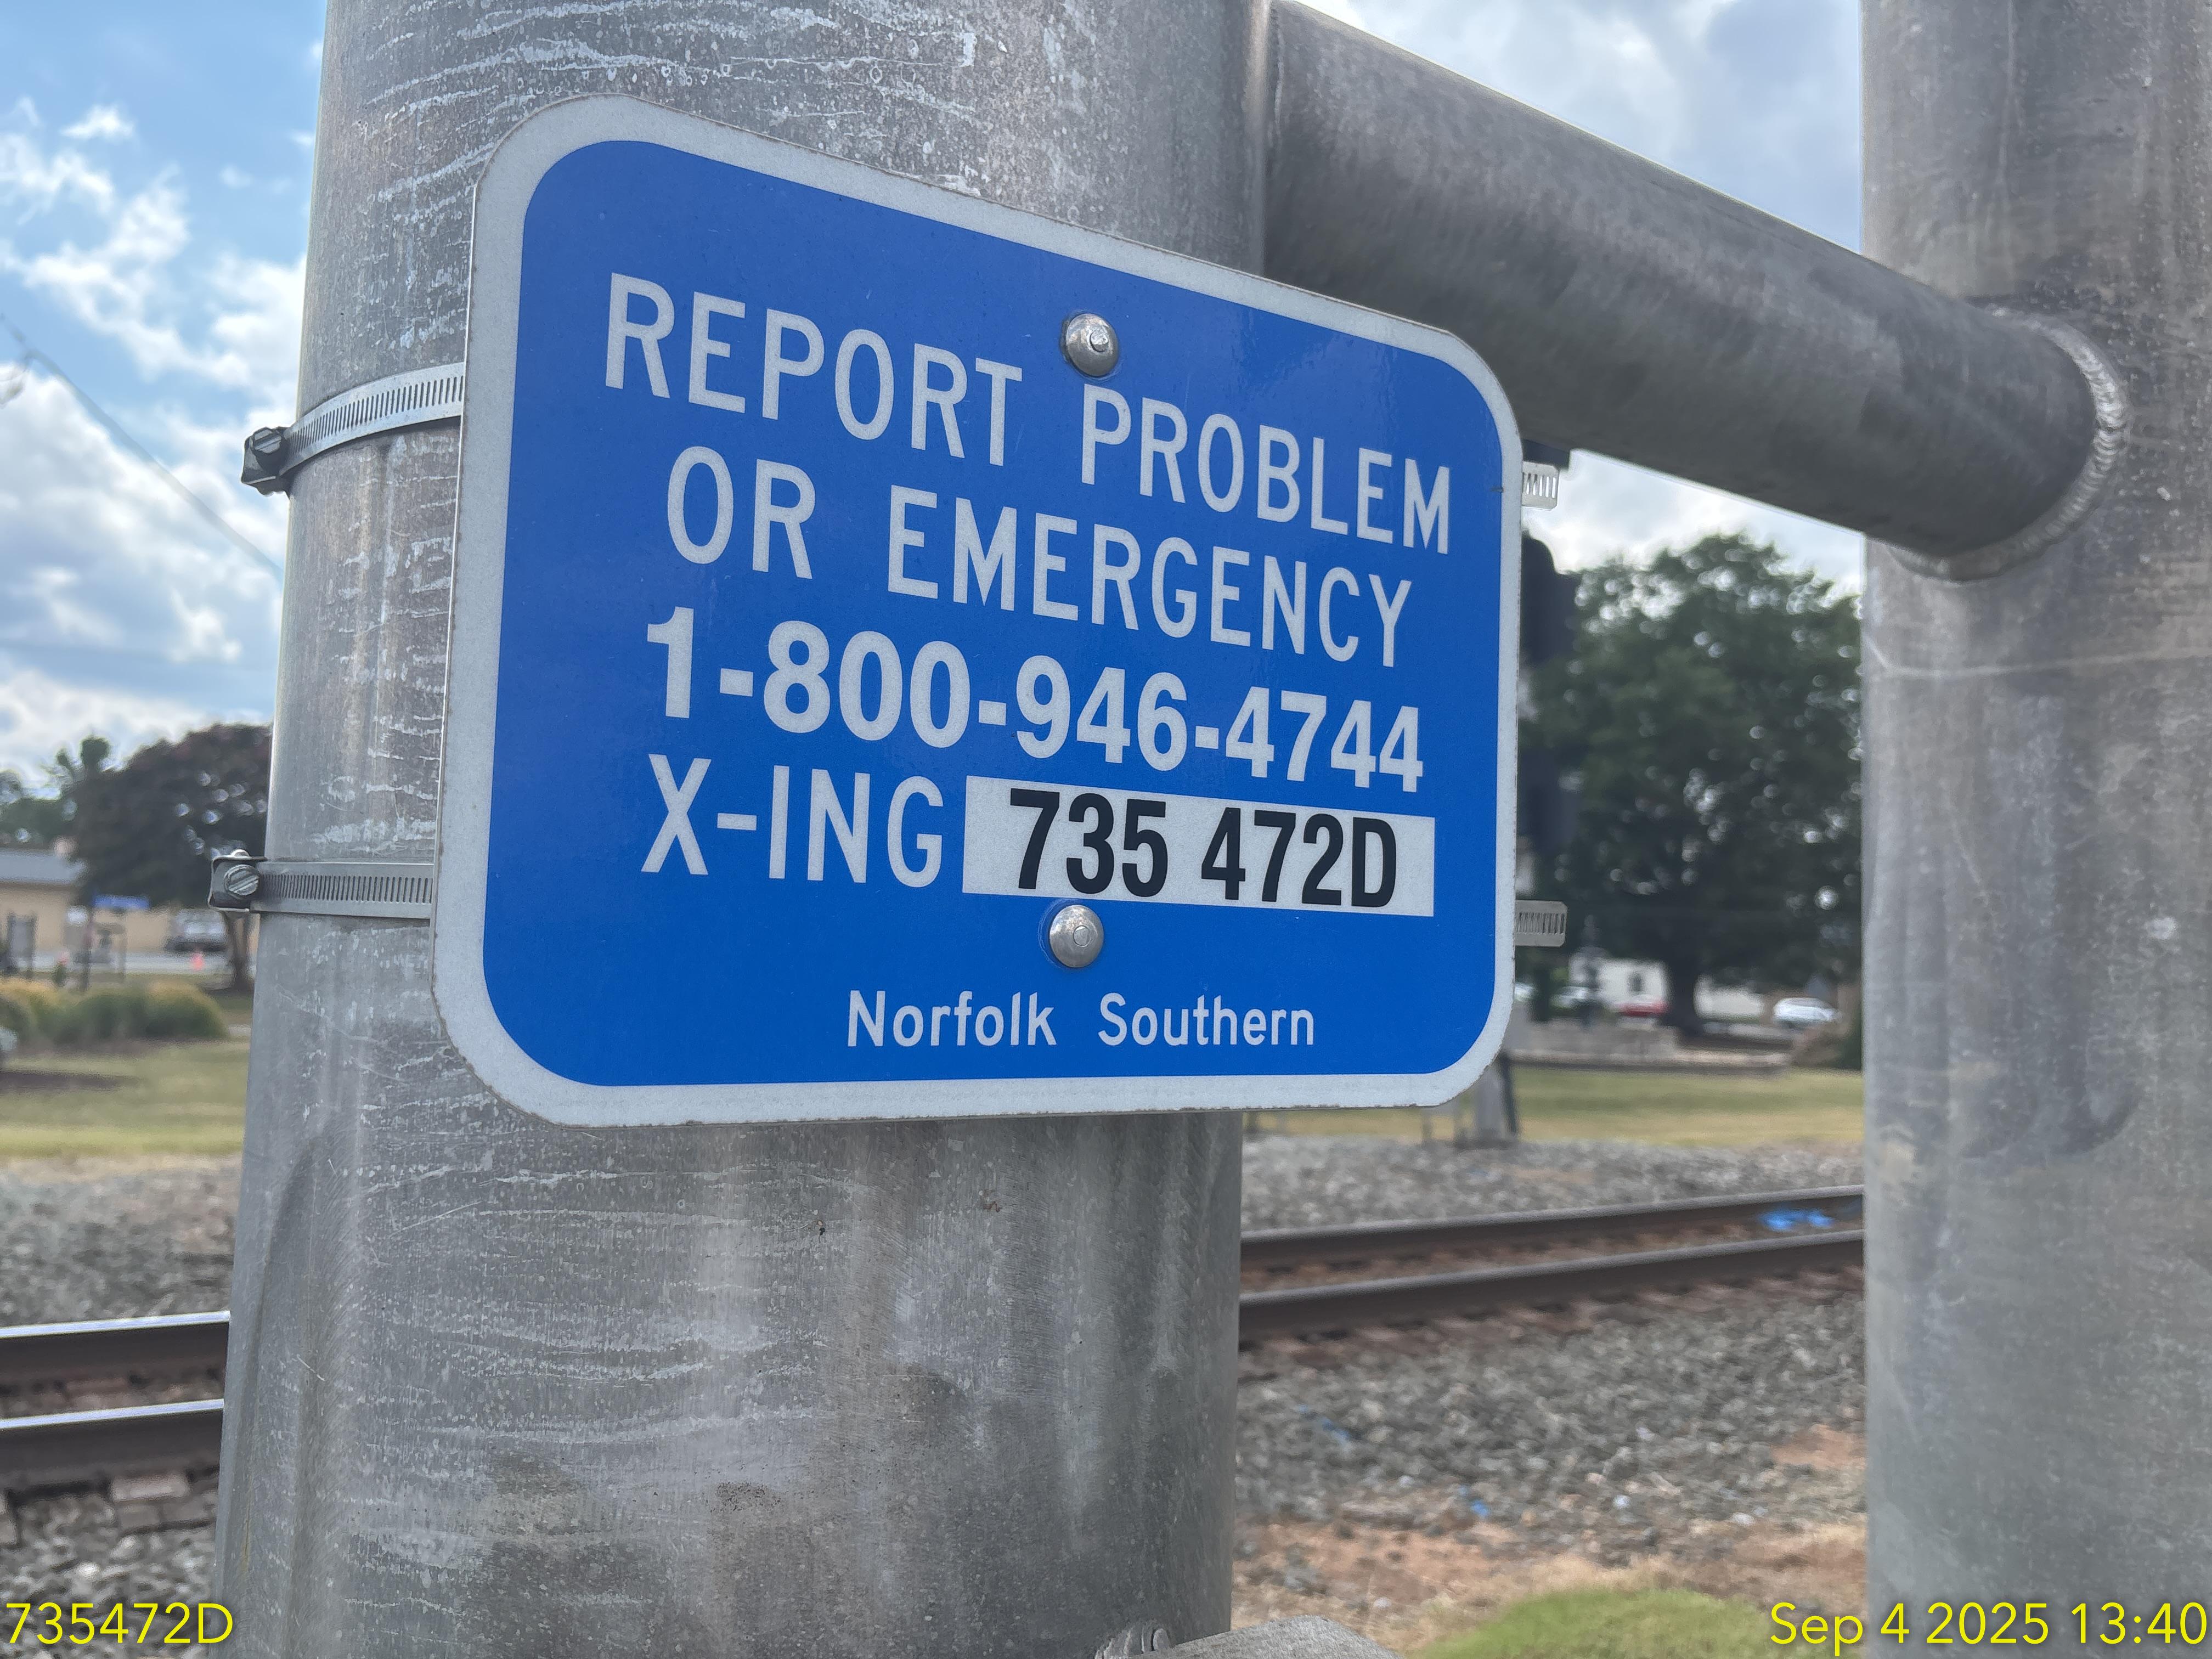 REPORT PROBLEM
OR EMERGENCY
1-800-946-4744
X-ING 735 472D
Norfolk Southern
735472D
Sep 4 2025 13:40